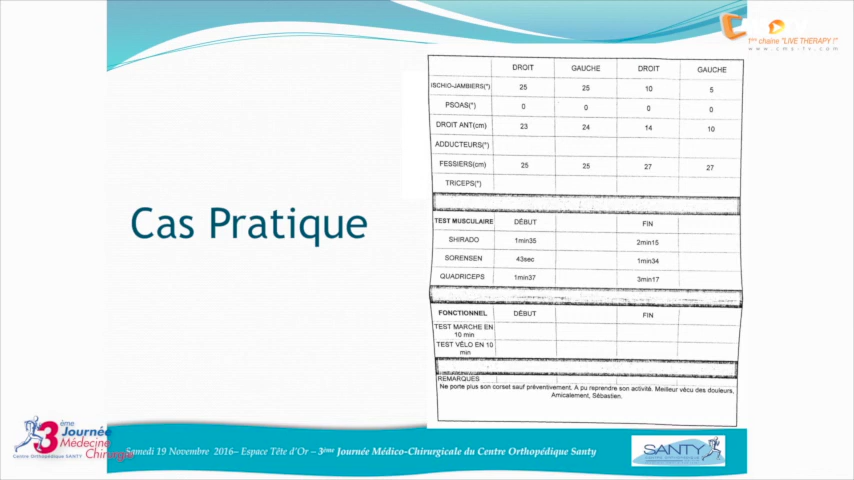 1ère chaîne "LIVE THERAPY !"
www.cms-tv.com
DROIT GAUCHE DROIT GAUCHE
ISCHIO-JAMBIERS(°) 25 25 10 5
PSOAS(°) 0 0 0 0
DROIT ANT(cm) 23 24 14 10
ADDUCTEURS(°)
FESSIERS(cm) 25 25 27 27
TRICEPS(°)
Cas Pratique
TEST MUSCULAIRE DÉBUT FIN
SHIRADO 1min35 2min15
SORENSEN 43sec 1min34
QUADRICEPS 1min37 3min17
FONCTIONNEL DÉBUT FIN
TEST MARCHE EN
10 min
TEST VÉLO EN 10
min
REMARQUES
Ne porte plus son corset sauf préventivement. A pu reprendre son activité. Meilleur vécu des douleurs,
Amicalement, Sébastien.
3ème Journée
Médecine
Chirurgie
Centre Orthopédique SANTY
Samedi 19 Novembre 2016– Espace Tête d'Or – 3ème Journée Médico-Chirurgicale du Centre Orthopédique Santy
SANTY